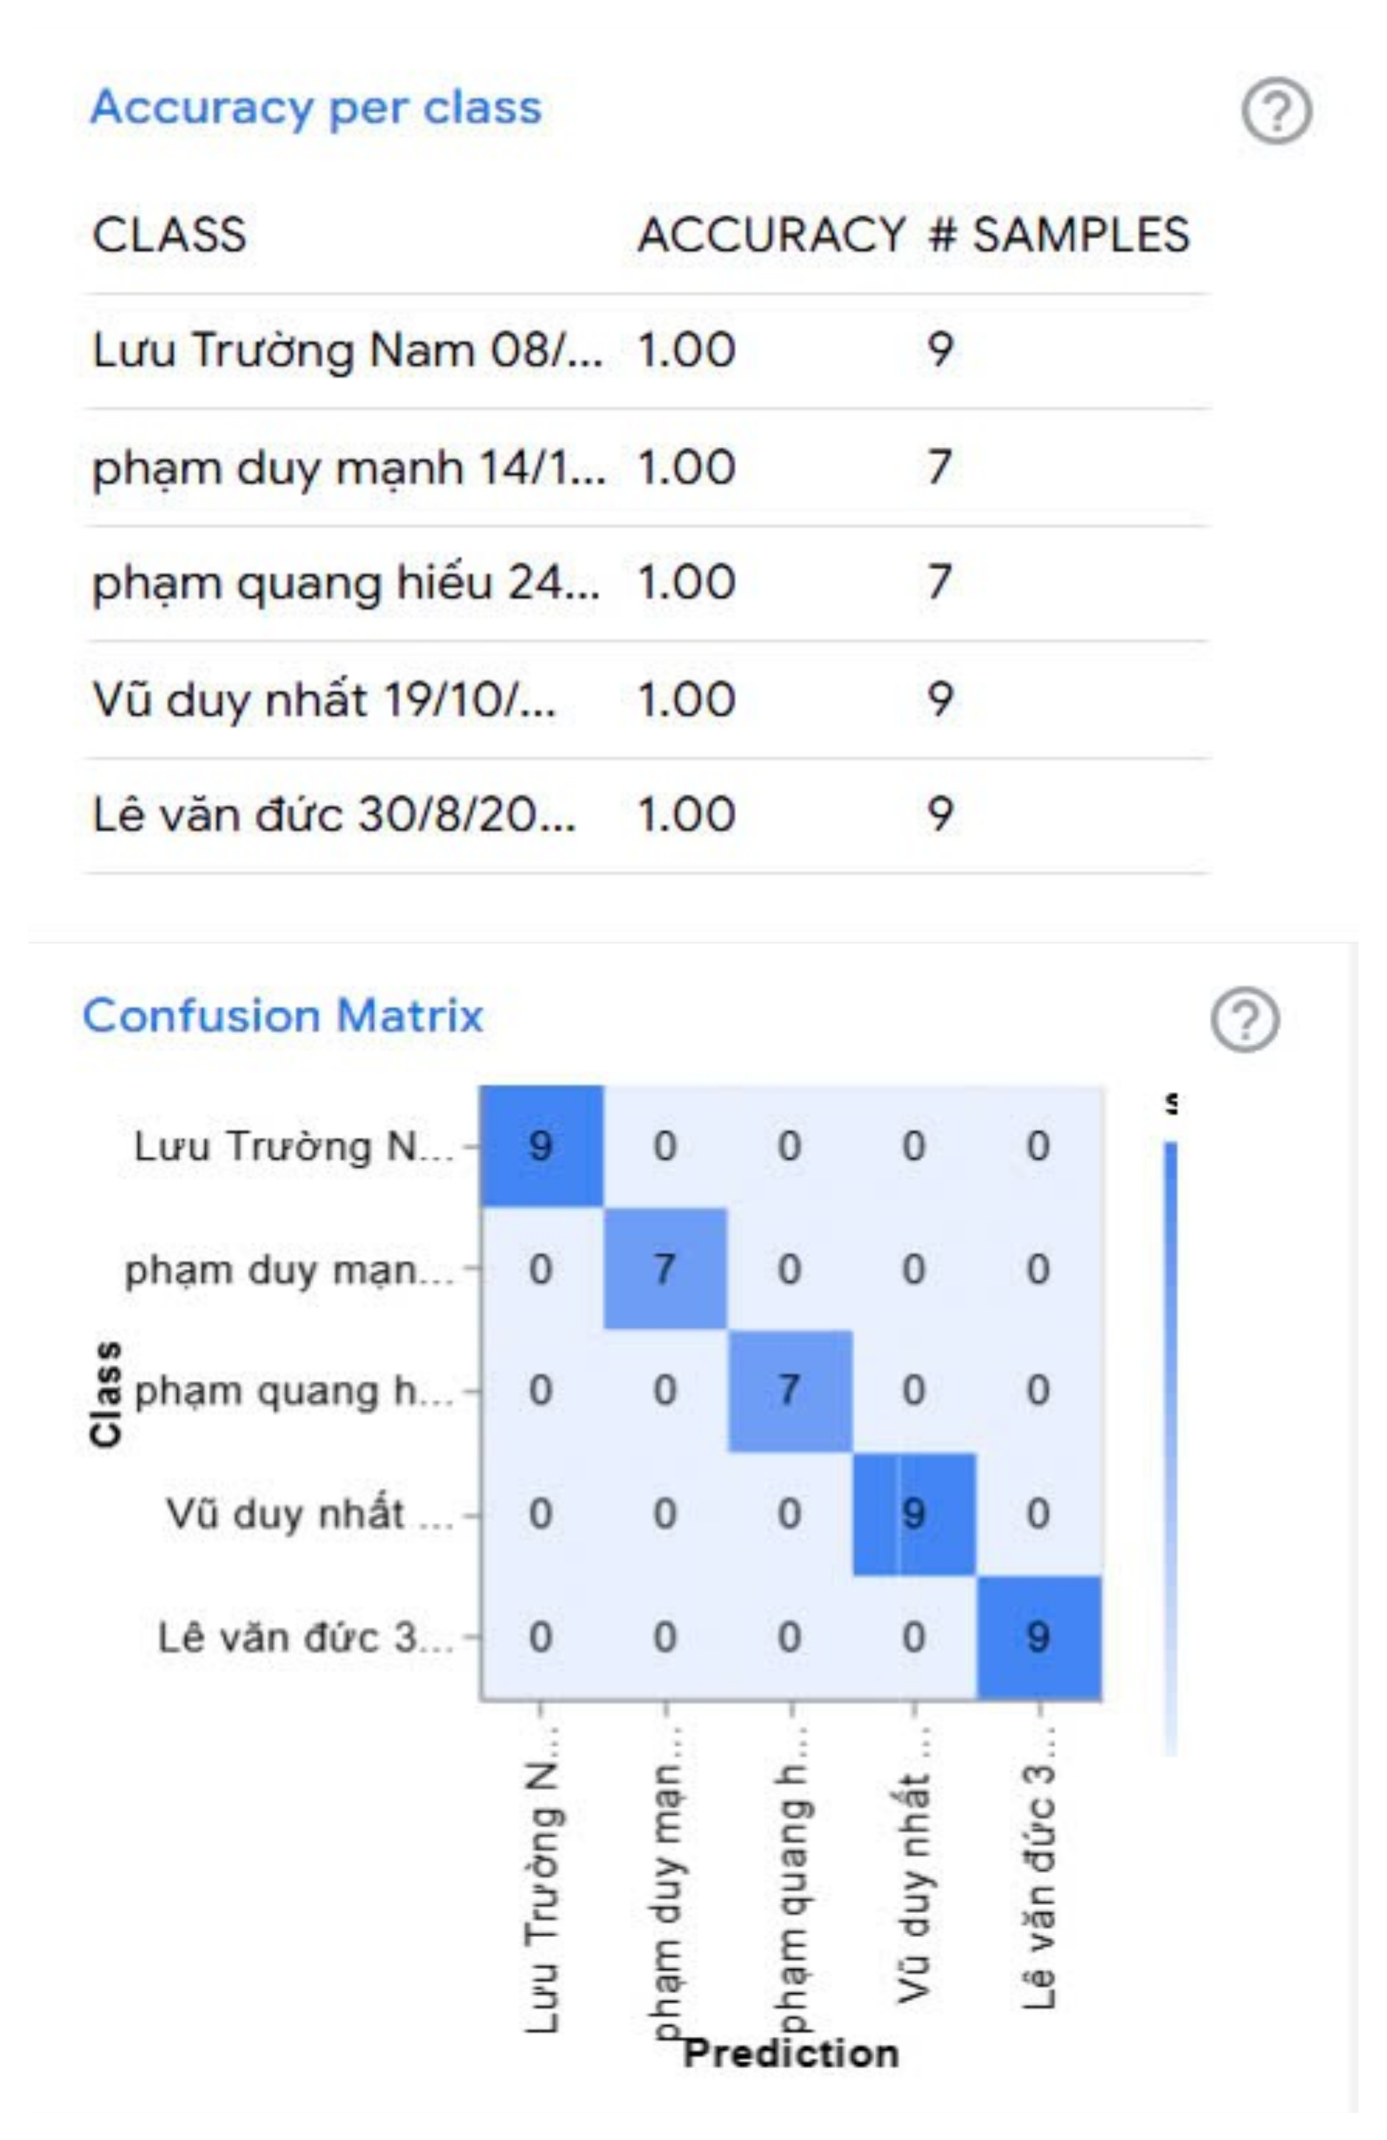 Accuracy per class
CLASS ACCURACY # SAMPLES
Lưu Trường Nam 08/... 1.00 9
phạm duy mạnh 14/1... 1.00 7
phạm quang hiếu 24... 1.00 7
Vũ duy nhất 19/10/... 1.00 9
Lê văn đức 30/8/20... 1.00 9
Confusion Matrix
Lưu Trường N... 9 0 0 0 0
phạm duy mạn... 0 7 0 0 0
phạm quang h... 0 0 7 0 0
Vũ duy nhất ... 0 0 0 9 0
Lê văn đức 3... 0 0 0 0 9
Class
Lưu Trường N...
phạm duy mạn...
phạm quang h...
Vũ duy nhất ...
Lê văn đức 3...
Prediction